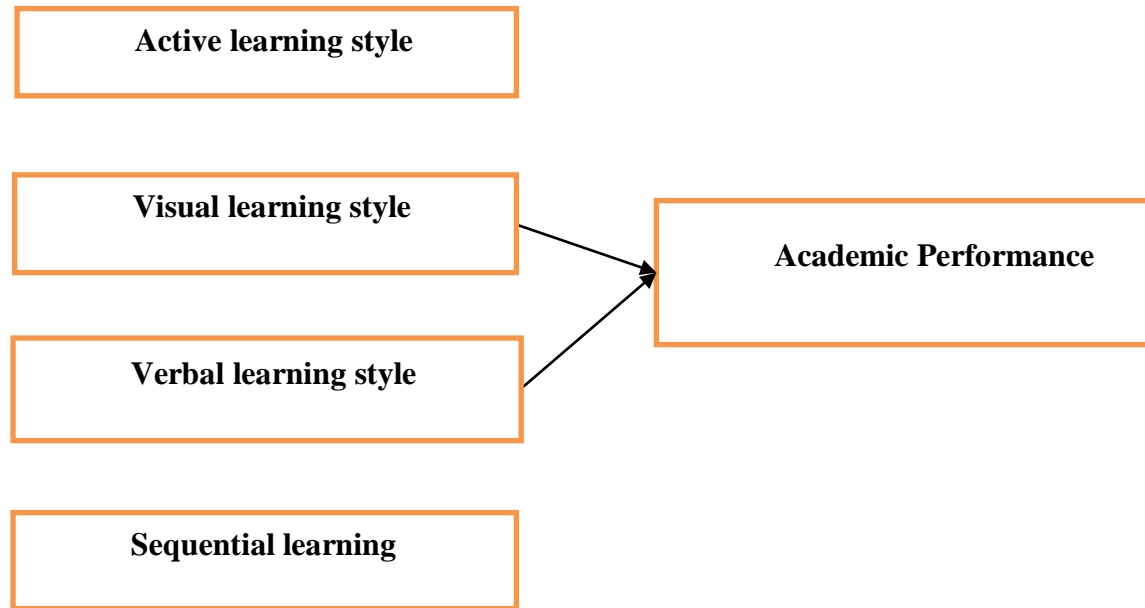 Active learning style
Visual learning style
Academic Performance
Verbal learning style
Sequential learning